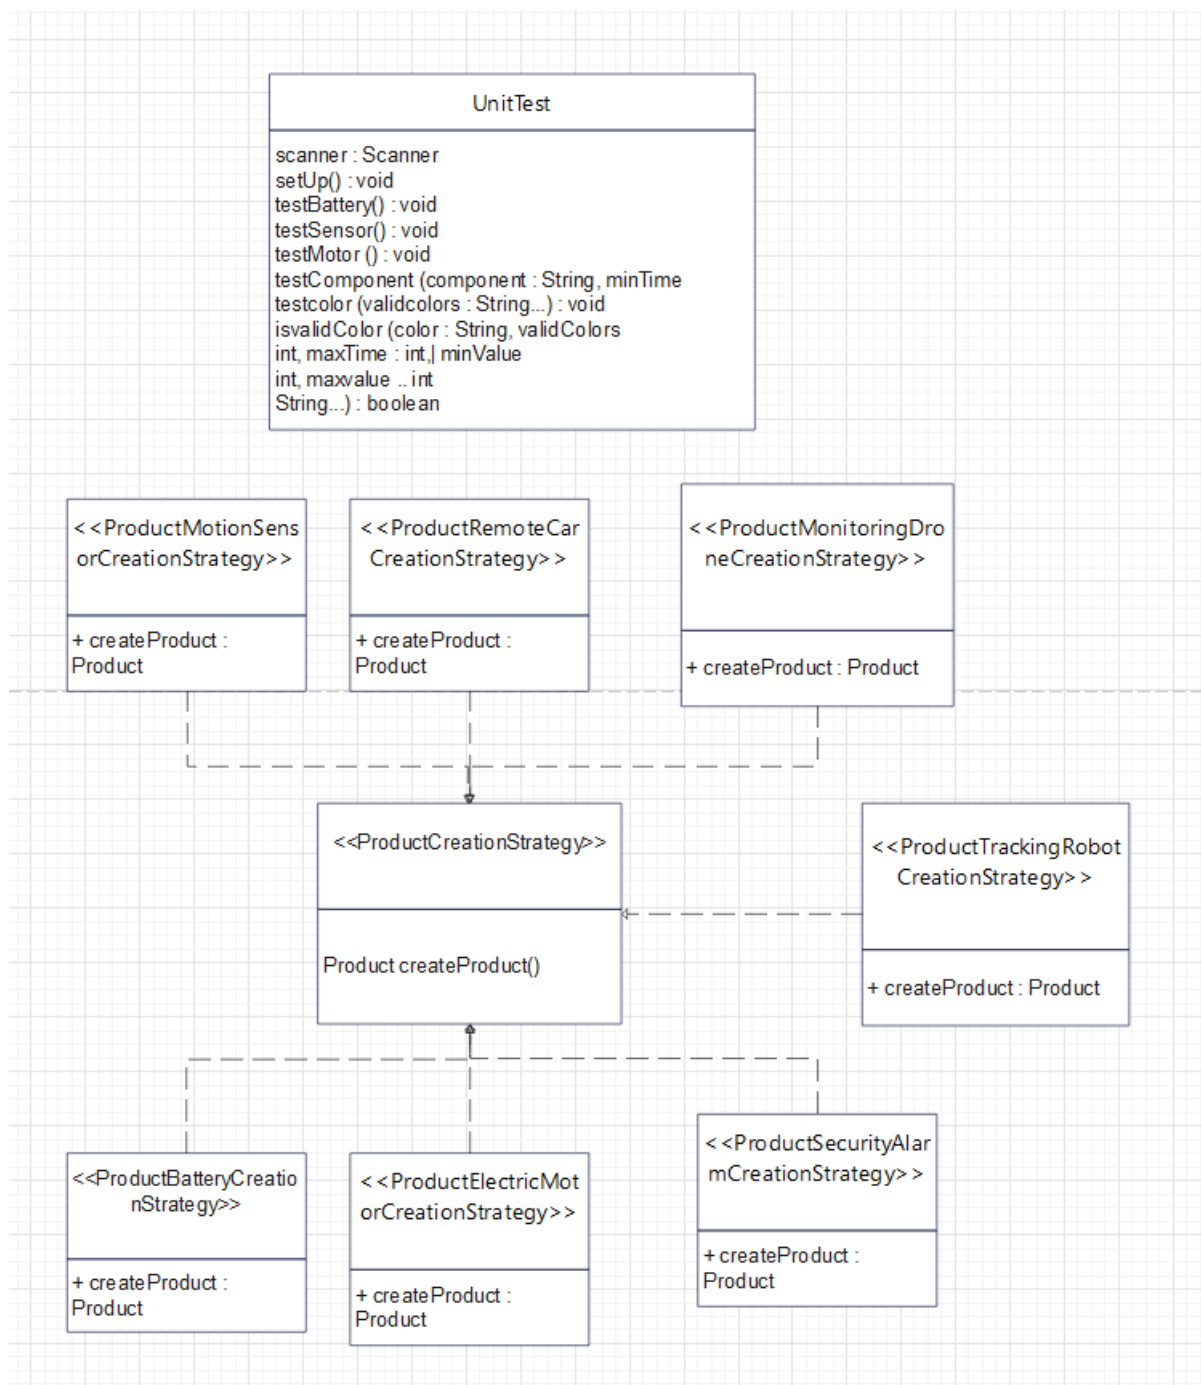 UnitTest
scanner : Scanner
setUp() : void
testBattery() : void
testSensor() : void
testMotor () : void
testComponent (component : String, minTime
testcolor (validcolors : String...) : void
isvalidColor (color : String, validColors
int, maxTime : int,| minValue
int, maxvalue .. int
String...) : boolean
<<ProductMotionSens
orCreationStrategy>>
+ createProduct :
Product
<<ProductRemoteCar
CreationStrategy>>
+ createProduct :
Product
<<ProductMonitoringDro
neCreationStrategy>>
+ createProduct : Product
<<ProductCreationStrategy>>
Product createProduct()
<<ProductTrackingRobot
CreationStrategy>>
+ createProduct : Product
<<ProductBatteryCreatio
nStrategy>>
+ createProduct :
Product
<<ProductElectricMot
orCreationStrategy>>
+ createProduct :
Product
<<ProductSecurityAlar
mCreationStrategy>>
+ createProduct :
Product